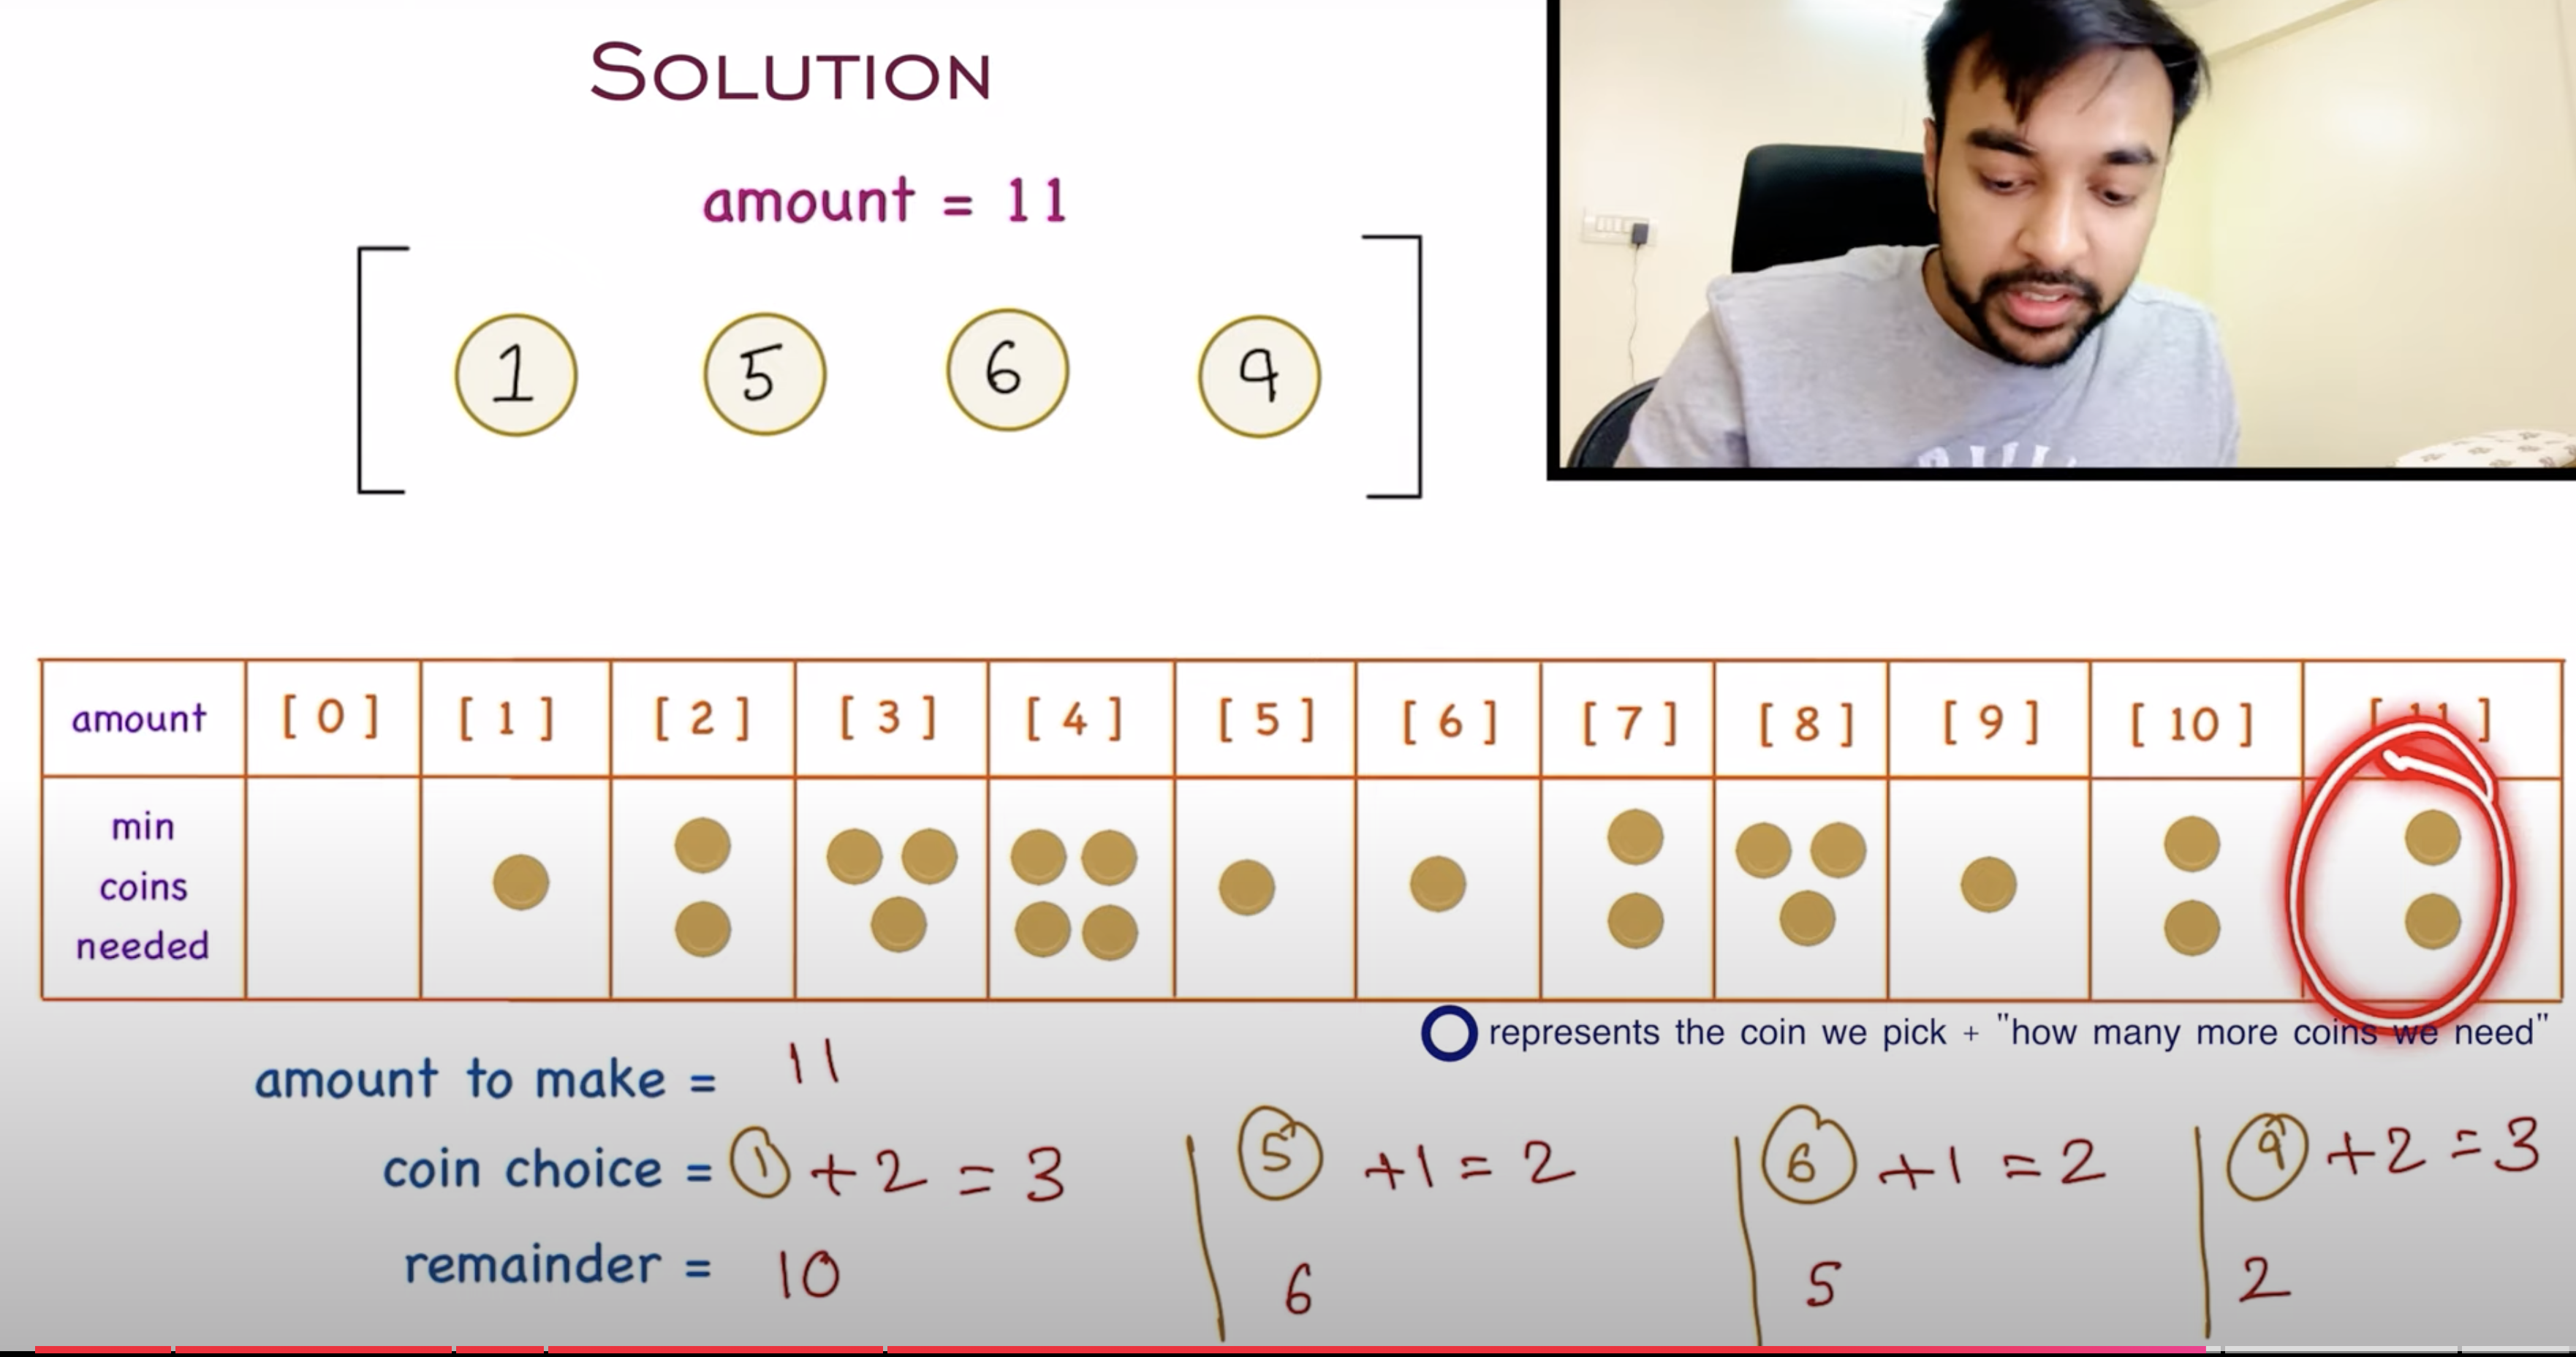 SOLUTION
amount = 11
1 5 6 9
amount [ 0 ] [ 1 ] [ 2 ] [ 3 ] [ 4 ] [ 5 ] [ 6 ] [ 7 ] [ 8 ] [ 9 ] [ 10 ] [ 11 ]
min
coins
needed
represents the coin we pick + "how many more coins we need"
amount to make = 11
coin choice = 1 + 2 = 3 | 5 +1 = 2 | 6 +1 = 2 | 9 +2 = 3
remainder = 10 6 5 2